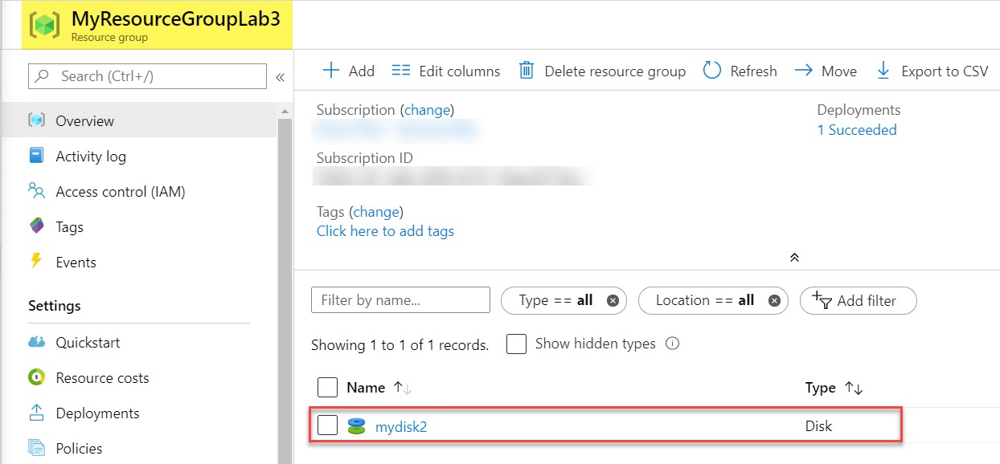 MyResourceGroupLab3
Resource group
Search (Ctrl+/)
«
Overview
Activity log
Access control (IAM)
Tags
Events
Settings
Quickstart
Resource costs
Deployments
Policies
Add Edit columns Delete resource group Refresh Move Export to CSV
Subscription (change)
Deployments
1 Succeeded
Subscription ID
Tags (change)
Click here to add tags
Filter by name...
Type == all
Location == all
Add filter
Showing 1 to 1 of 1 records.
Show hidden types
Name ↑↓ Type ↑↓
mydisk2 Disk